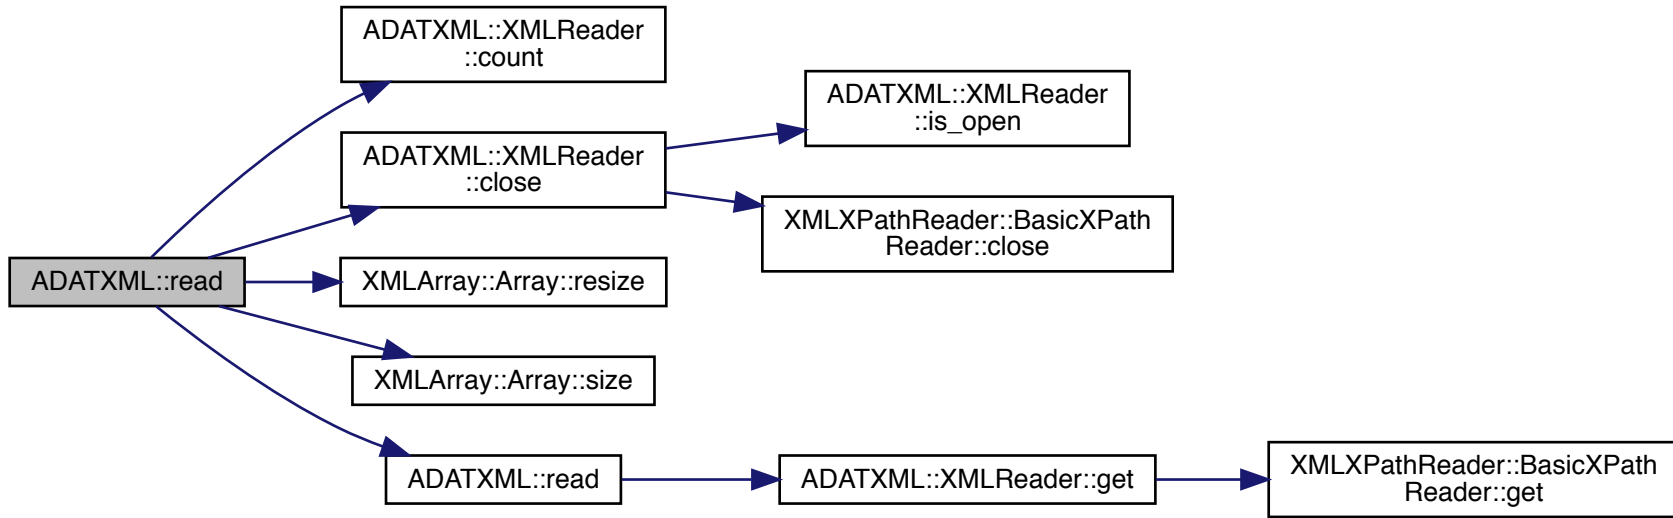 ADATXML::XMLReader
::count
ADATXML::XMLReader
::is_open
ADATXML::XMLReader
::close
XMLXPathReader::BasicXPath
Reader::close
ADATXML::read
XMLArray::Array::resize
XMLArray::Array::size
ADATXML::read
ADATXML::XMLReader::get
XMLXPathReader::BasicXPath
Reader::get